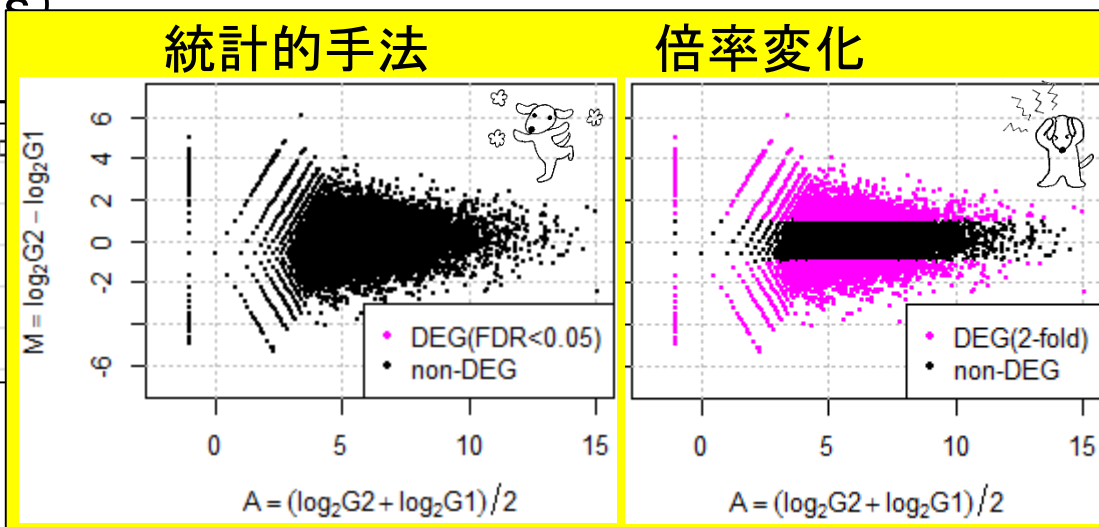 統計的手法
倍率変化
M = log₂G2 – log₂G1
6
4
2
0
-2
-6
DEG(FDR<0.05)
non-DEG
0
5
10
15
A = (log₂G2 + log₂G1)/2
DEG(2-fold)
non-DEG
0
5
10
15
A = (log₂G2 + log₂G1)/2